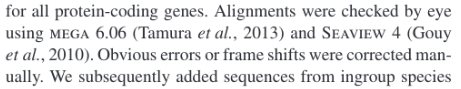 for all protein-coding genes. Alignments were checked by eye
using MEGA 6.06 (Tamura et al., 2013) and SEAVIEW 4 (Gouy
et al., 2010). Obvious errors or frame shifts were corrected man-
ually. We subsequently added sequences from ingroup species